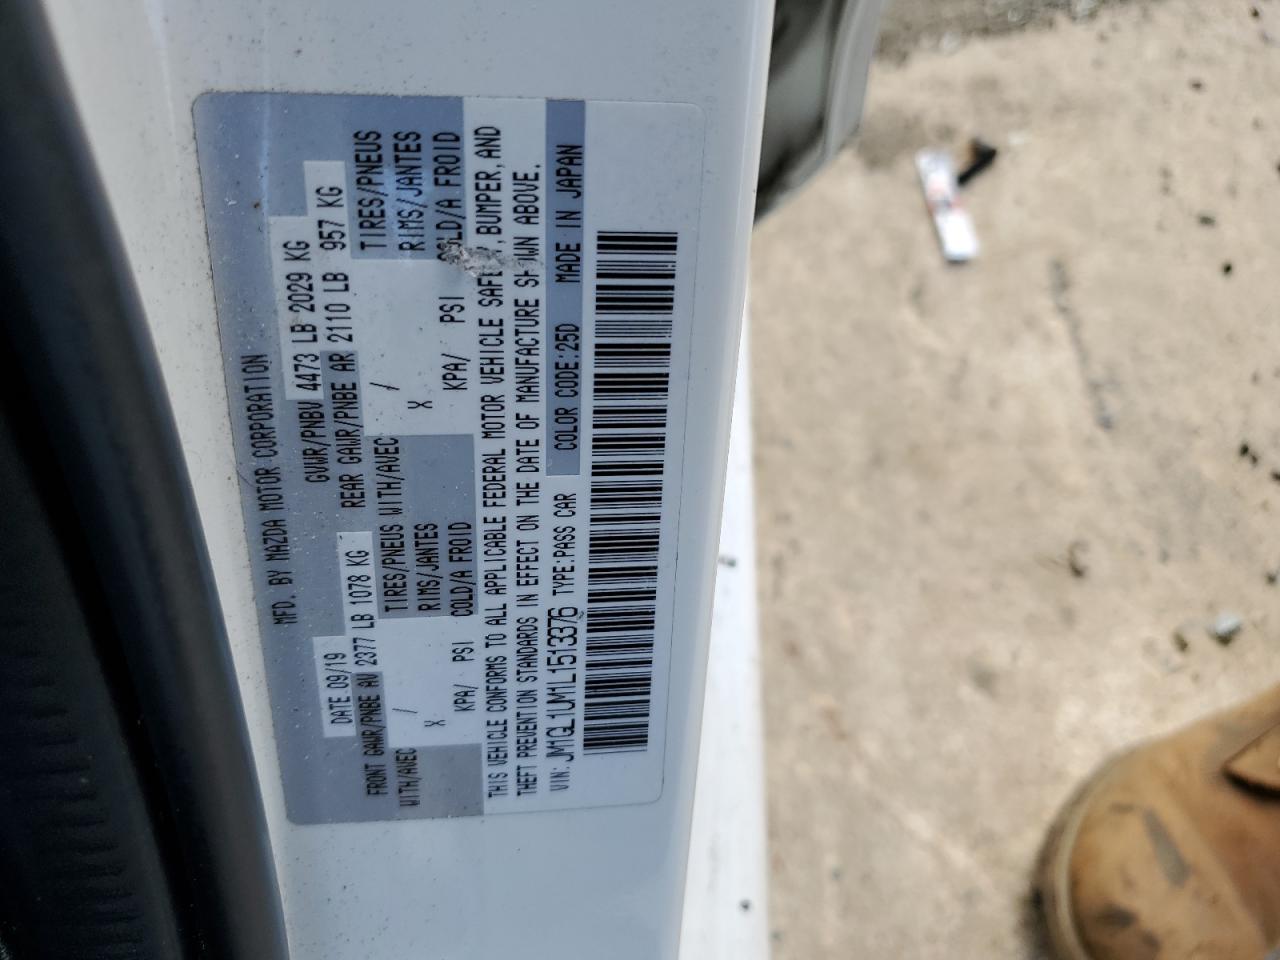 MFD. BY MAZDA MOTOR CORPORATION
DATE 09/19 GVWR/PNBV 4473 LB 2029 KG
FRONT GAWR/PNBE AV 2377 LB 1078 KG REAR GAWR/PNBE AR 2110 LB 957 KG
WITH/AVEC / TIRES/PNEUS WITH/AVEC / TIRES/PNEUS
X RIMS/JANTES X RIMS/JANTES
KPA/ PSI COLD/A FROID KPA/ PSI COLD/A FROID
THIS VEHICLE CONFORMS TO ALL APPLICABLE FEDERAL MOTOR VEHICLE BUMPER, AND
THEFT PREVENTION STANDARDS IN EFFECT ON THE DATE OF MANUFACTURE SHOWN ABOVE.
VIN: JM1GL1UM1L1513376 TYPE:PASS CAR COLOR CODE:25D MADE IN JAPAN